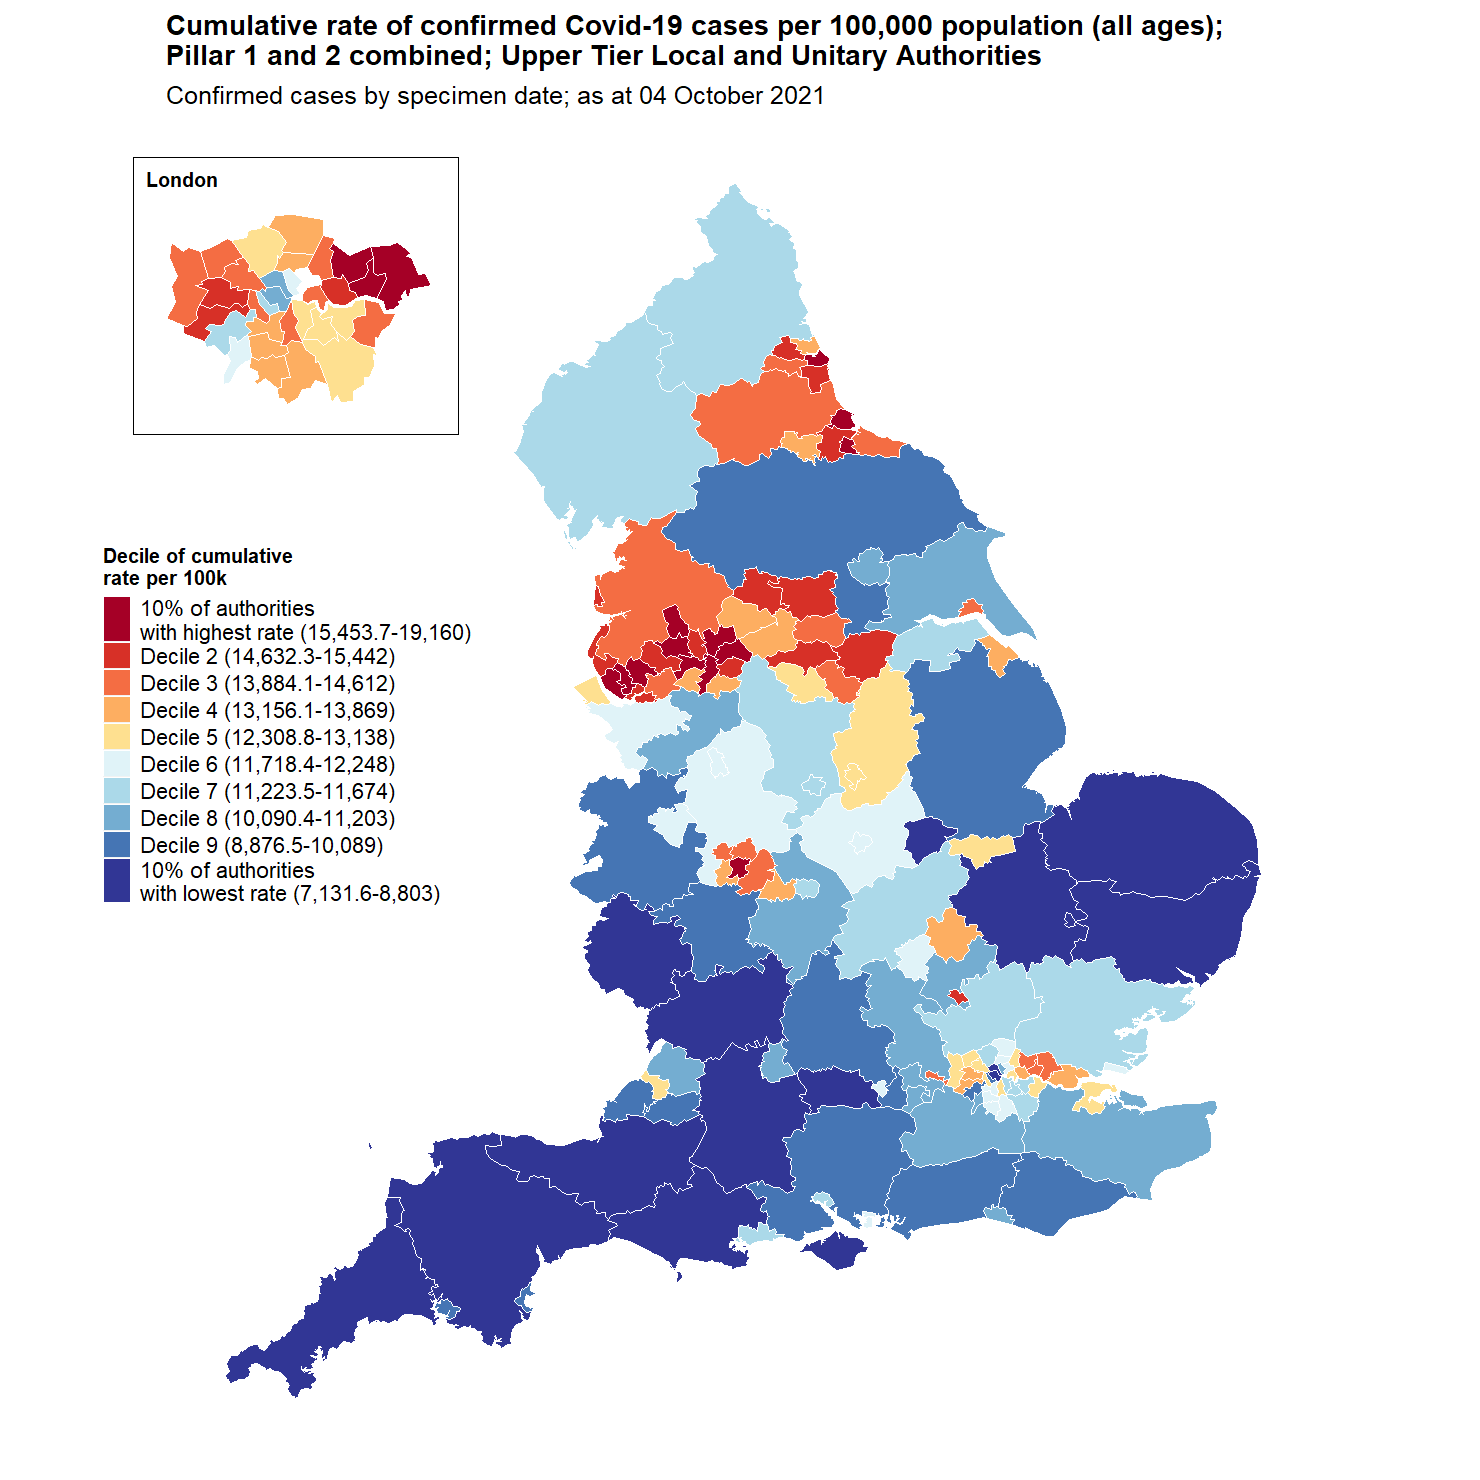 Cumulative rate of confirmed Covid-19 cases per 100,000 population (all ages);
Pillar 1 and 2 combined; Upper Tier Local and Unitary Authorities
Confirmed cases by specimen date; as at 04 October 2021
London
Decile of cumulative
rate per 100k
10% of authorities
with highest rate (15,453.7-19,160)
Decile 2 (14,632.3-15,442)
Decile 3 (13,884.1-14,612)
Decile 4 (13,156.1-13,869)
Decile 5 (12,308.8-13,138)
Decile 6 (11,718.4-12,248)
Decile 7 (11,223.5-11,674)
Decile 8 (10,090.4-11,203)
Decile 9 (8,876.5-10,089)
10% of authorities
with lowest rate (7,131.6-8,803)